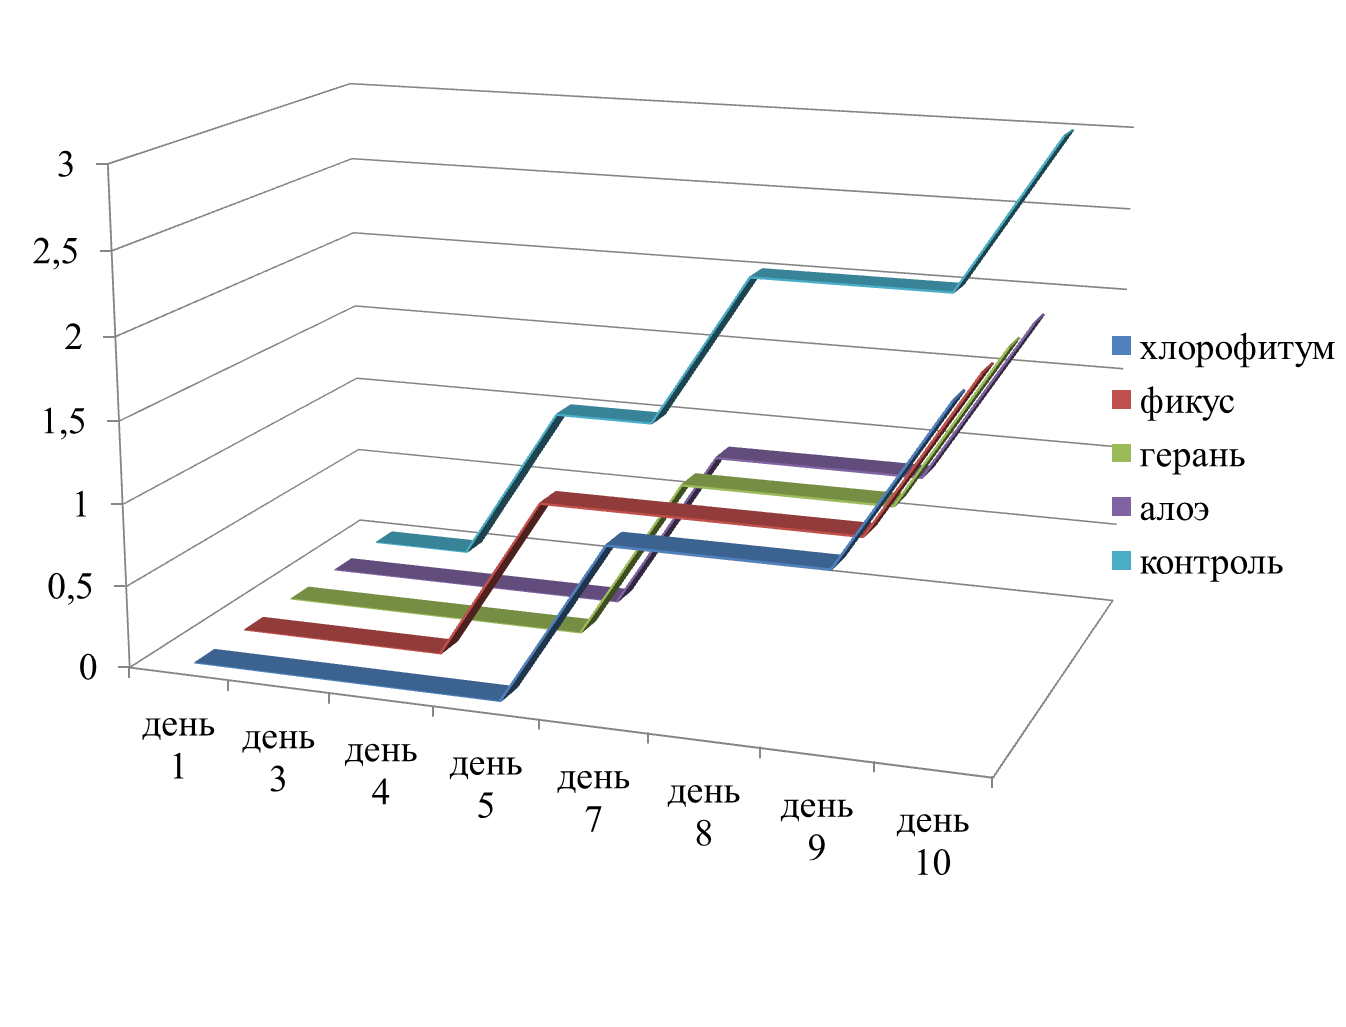 3
2,5
2
1,5
1
0,5
0
день
1
день
3
день
4
день
5
день
7
день
8
день
9
день
10
хлорофитум
фикус
герань
алоэ
контроль